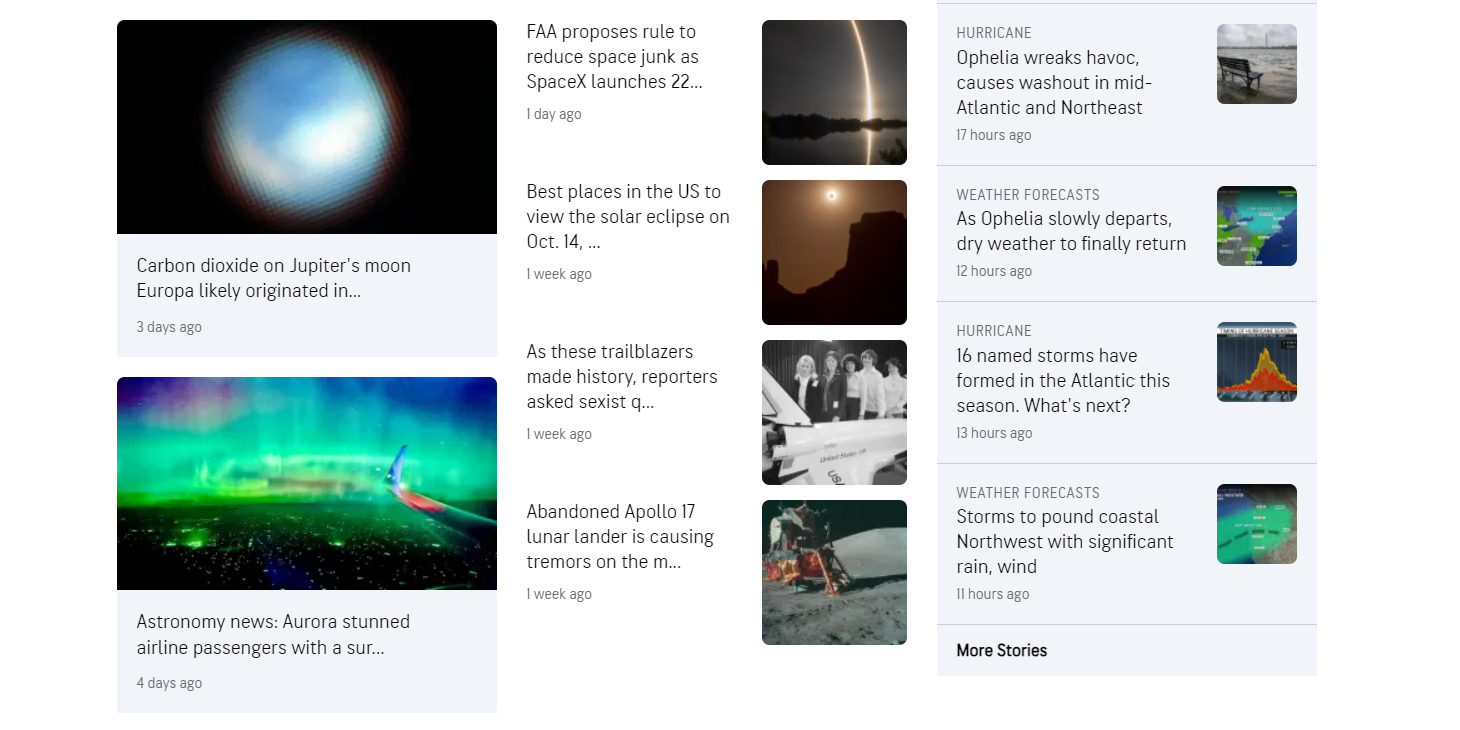 Carbon dioxide on Jupiter's moon
Europa likely originated in...
3 days ago
Astronomy news: Aurora stunned
airline passengers with a sur...
4 days ago
FAA proposes rule to
reduce space junk as
SpaceX launches 22...
1 day ago
Best places in the US to
view the solar eclipse on
Oct. 14, ...
1 week ago
As these trailblazers
made history, reporters
asked sexist q...
1 week ago
United States
USA
Abandoned Apollo 17
lunar lander is causing
tremors on the m...
1 week ago
HURRICANE
Ophelia wreaks havoc,
causes washout in mid-
Atlantic and Northeast
17 hours ago
WEATHER FORECASTS
As Ophelia slowly departs,
dry weather to finally return
12 hours ago
HURRICANE
16 named storms have
formed in the Atlantic this
season. What's next?
13 hours ago
TIMING OF HURRICANE SEASON
WEATHER FORECASTS
Storms to pound coastal
Northwest with significant
rain, wind
11 hours ago
More Stories